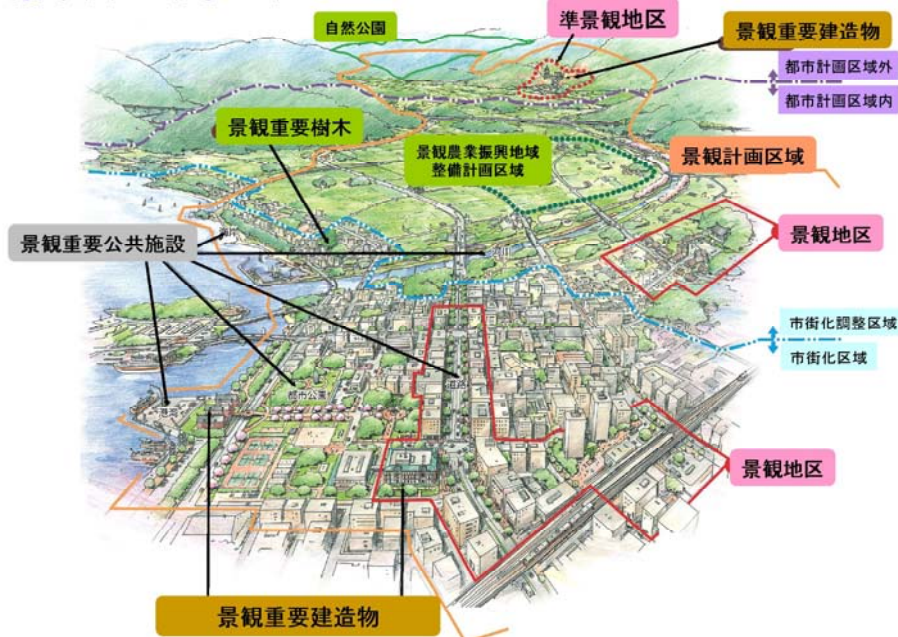 自然公園
準景観地区
景観重要建造物
都市計画区域外
都市計画区域内
景観重要樹木
景観農業振興地域
整備計画区域
景観計画区域
景観重要公共施設
景観地区
市街化調整区域
市街化区域
道路
都市公園
港湾
景観地区
景観重要建造物